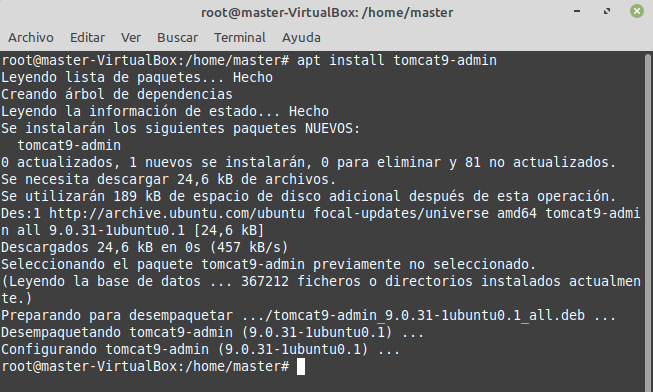 root@master-VirtualBox: /home/master
Archivo Editar Ver Buscar Terminal Ayuda
root@master-VirtualBox:/home/master# apt install tomcat9-admin
Leyendo lista de paquetes... Hecho
Creando árbol de dependencias
Leyendo la información de estado... Hecho
Se instalarán los siguientes paquetes NUEVOS:
  tomcat9-admin
0 actualizados, 1 nuevos se instalarán, 0 para eliminar y 81 no actualizados.
Se necesita descargar 24,6 kB de archivos.
Se utilizarán 189 kB de espacio de disco adicional después de esta operación.
Des:1 http://archive.ubuntu.com/ubuntu focal-updates/universe amd64 tomcat9-admi
n all 9.0.31-1ubuntu0.1 [24,6 kB]
Descargados 24,6 kB en 0s (457 kB/s)
Seleccionando el paquete tomcat9-admin previamente no seleccionado.
(Leyendo la base de datos ... 367212 ficheros o directorios instalados actualmen
te.)
Preparando para desempaquetar .../tomcat9-admin_9.0.31-1ubuntu0.1_all.deb ...
Desempaquetando tomcat9-admin (9.0.31-1ubuntu0.1) ...
Configurando tomcat9-admin (9.0.31-1ubuntu0.1) ...
root@master-VirtualBox:/home/master#